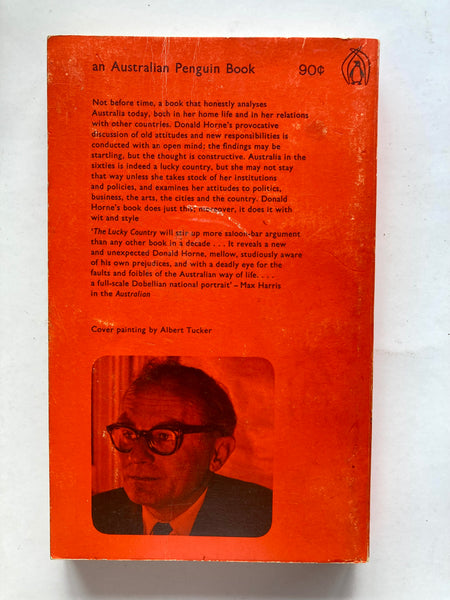 an Australian Penguin Book 90¢
Not before time, a book that honestly analyses
Australia today, both in her home life and in her relations
with other countries. Donald Horne's provocative
discussion of old attitudes and new responsibilities is
conducted with an open mind; the findings may be
startling, but the thought is constructive. Australia in the
sixties is indeed a lucky country, but she may not stay
that way unless she takes stock of her institutions
and policies, and examines her attitudes to politics,
business, the arts, the cities and the country. Donald
Horne's book does just this; moreover, it does it with
wit and style
'The Lucky Country will stir up more saloon-bar argument
than any other book in a decade . . . It reveals a new
and unexpected Donald Horne, mellow, studiously aware
of his own prejudices, and with a deadly eye for the
faults and foibles of the Australian way of life. . . .
a full-scale Dobellian national portrait' – Max Harris
in the Australian
Cover painting by Albert Tucker